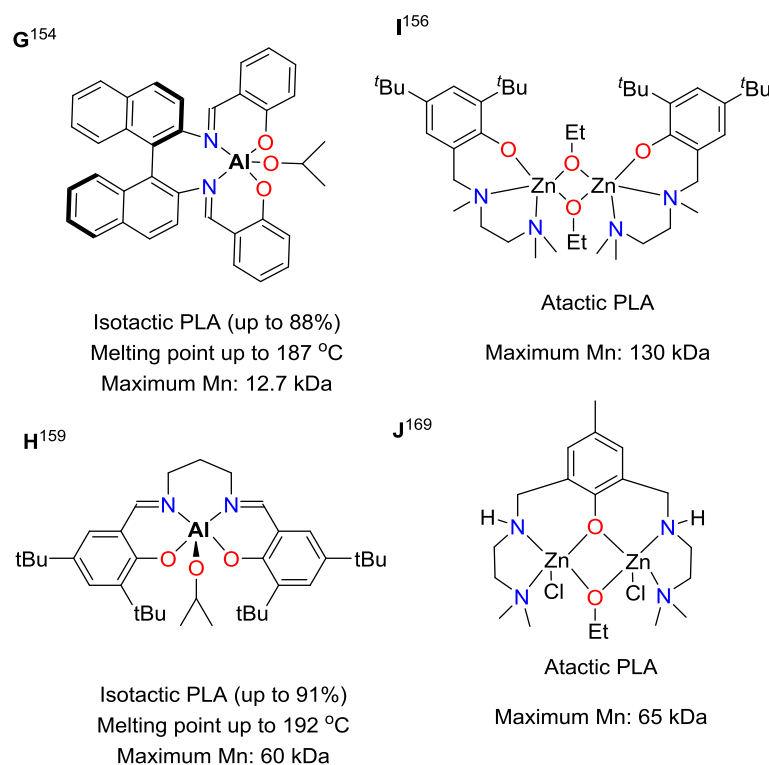 G154
N
N
Al
O
O
O
Isotactic PLA (up to 88%)
Melting point up to 187 oC
Maximum Mn: 12.7 kDa
I156
tBu
tBu
tBu
tBu
Et
O
O
O
Zn
Zn
N
O
N
N
Et
N
Atactic PLA
Maximum Mn: 130 kDa
H159
N
N
Al
tBu
O
O
O
tBu
tBu
tBu
Isotactic PLA (up to 91%)
Melting point up to 192 oC
Maximum Mn: 60 kDa
J169
H
N
O
N
H
Zn
Zn
Cl
Cl
N
O
N
Et
Atactic PLA
Maximum Mn: 65 kDa